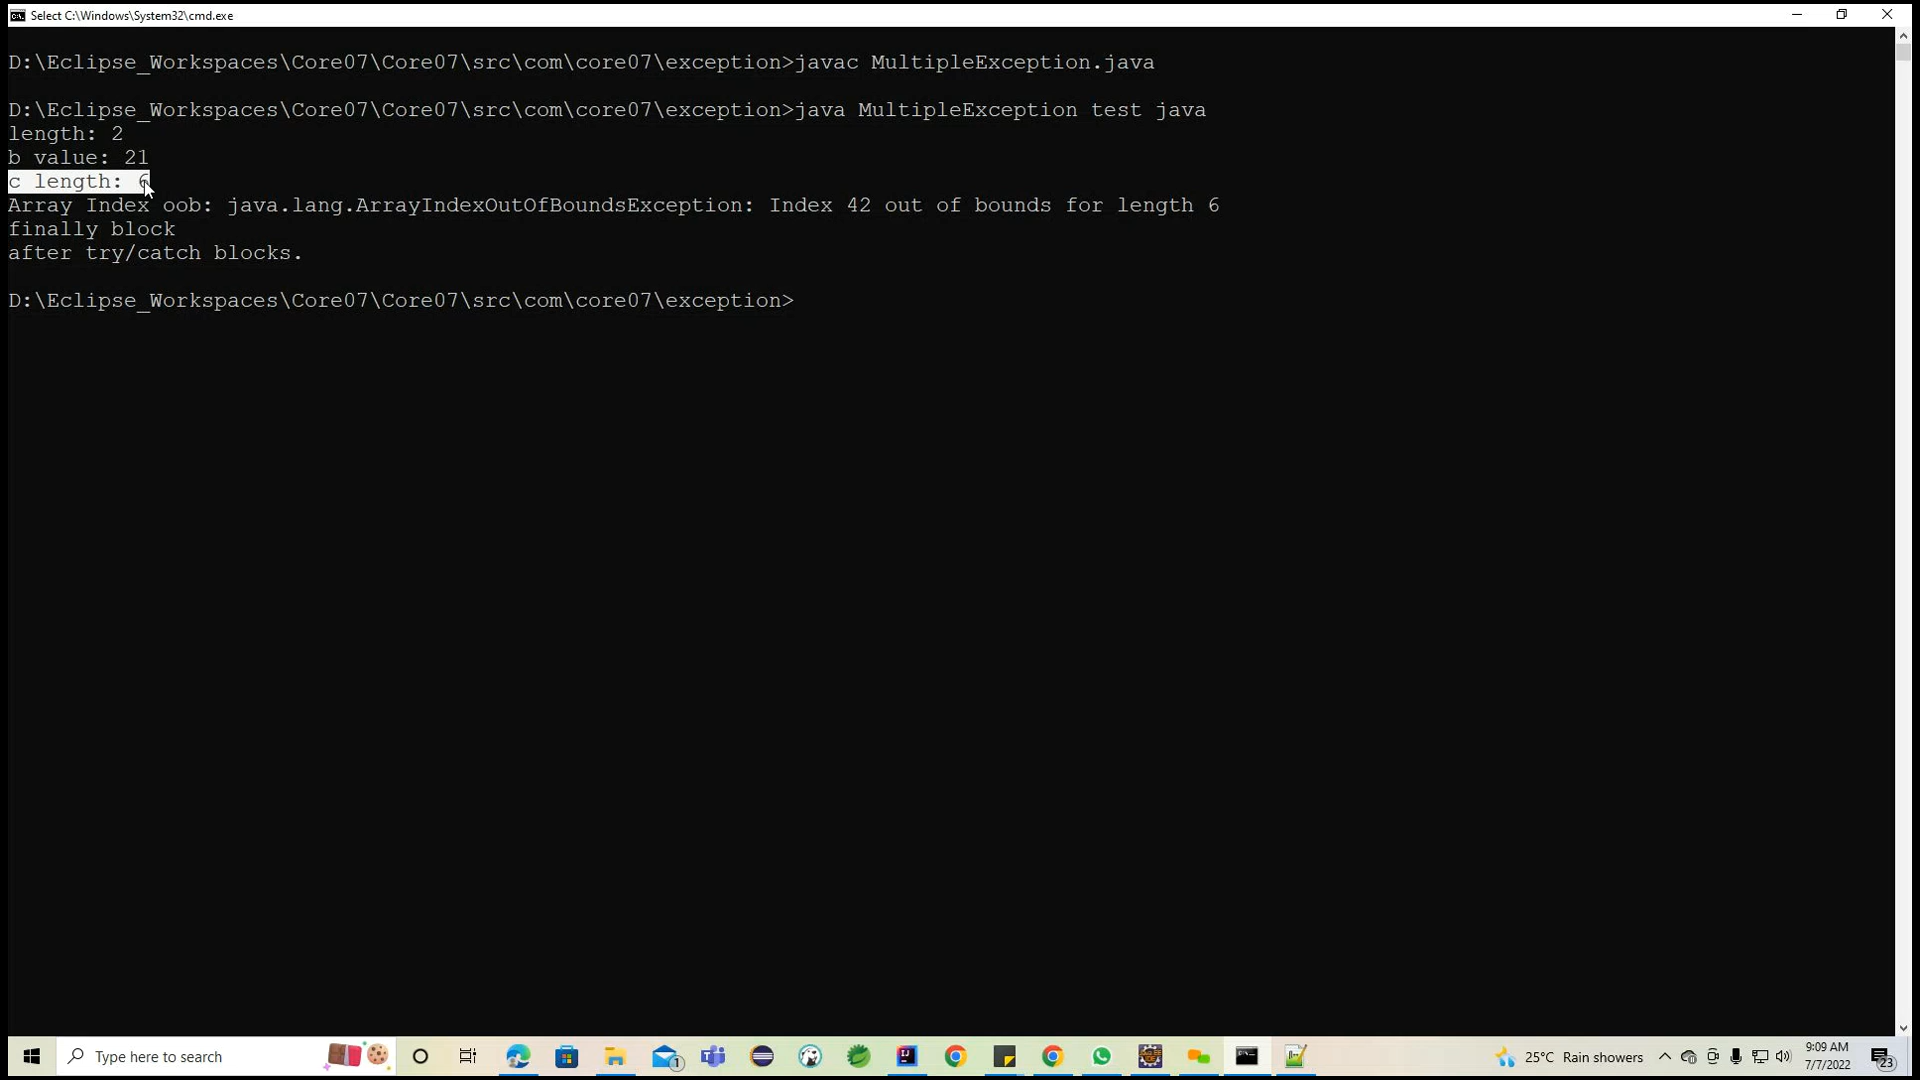 Select C:\Windows\System32\cmd.exe
D:\Eclipse_Workspaces\Core07\Core07\src\com\core07\exception>javac MultipleException.java
D:\Eclipse_Workspaces\Core07\Core07\src\com\core07\exception>java MultipleException test java
length: 2
b value: 21
c length: 6
Array Index oob: java.lang.ArrayIndexOutOfBoundsException: Index 42 out of bounds for length 6
finally block
after try/catch blocks.
D:\Eclipse_Workspaces\Core07\Core07\src\com\core07\exception>
Type here to search
1
25°C Rain showers
9:09 AM
7/7/2022
23